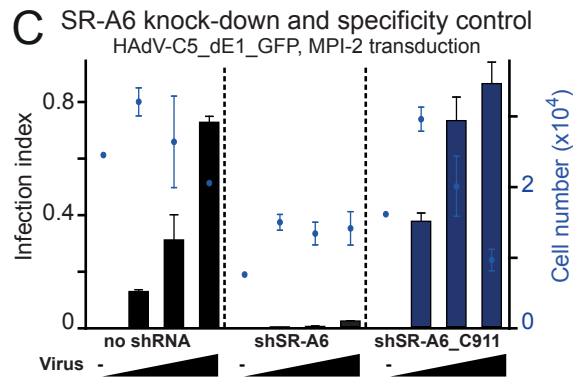 C SR-A6 knock-down and specificity control
HAdV-C5_dE1_GFP, MPI-2 transduction
Infection index
0.8
0.4
0
Cell number (x10⁴)
2
0
no shRNA shSR-A6 shSR-A6_C911
Virus - - -